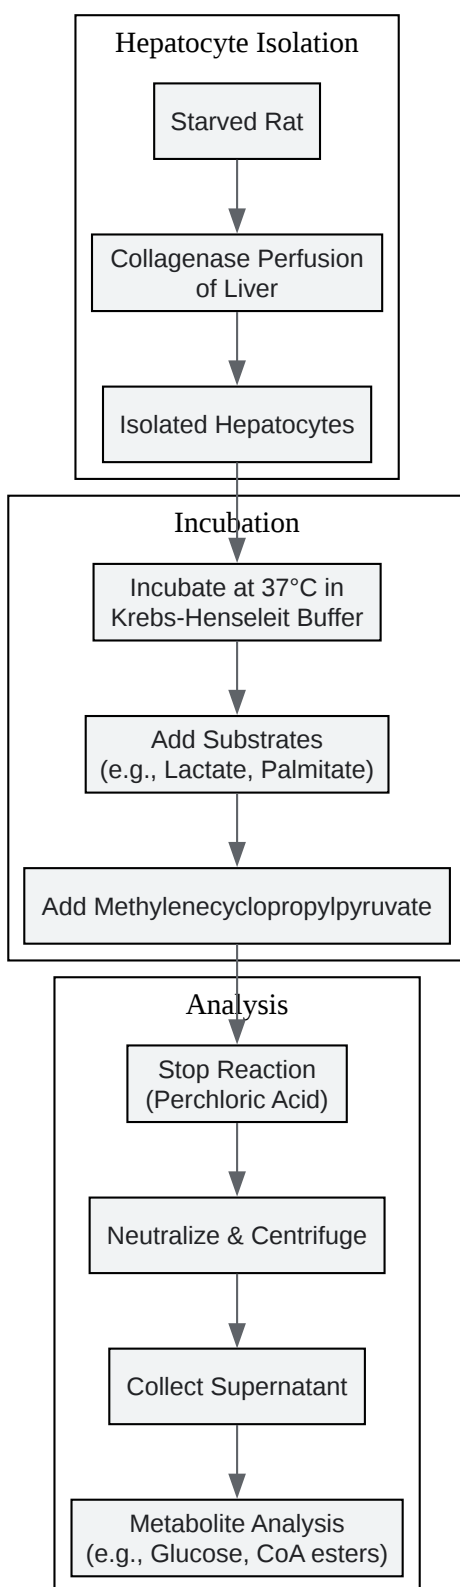 Hepatocyte Isolation
Starved Rat
Collagenase Perfusion
of Liver
Isolated Hepatocytes
Incubation
Incubate at 37°C in
Krebs-Henseleit Buffer
Add Substrates
(e.g., Lactate, Palmitate)
Add Methylenecyclopropylpyruvate
Analysis
Stop Reaction
(Perchloric Acid)
Neutralize & Centrifuge
Collect Supernatant
Metabolite Analysis
(e.g., Glucose, CoA esters)